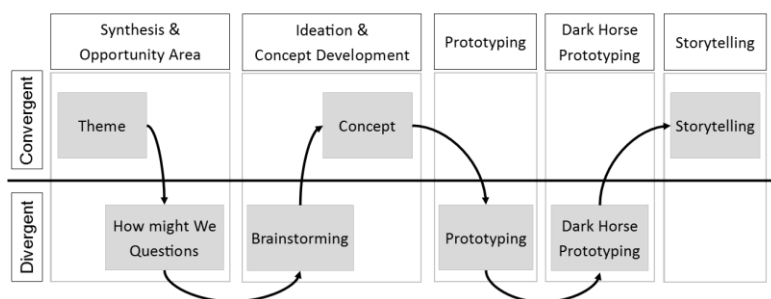 Synthesis &
Opportunity Area
Ideation &
Concept Development
Prototyping
Dark Horse
Prototyping
Storytelling
Convergent
Theme
Concept
Storytelling
Divergent
How might We
Questions
Brainstorming
Prototyping
Dark Horse
Prototyping